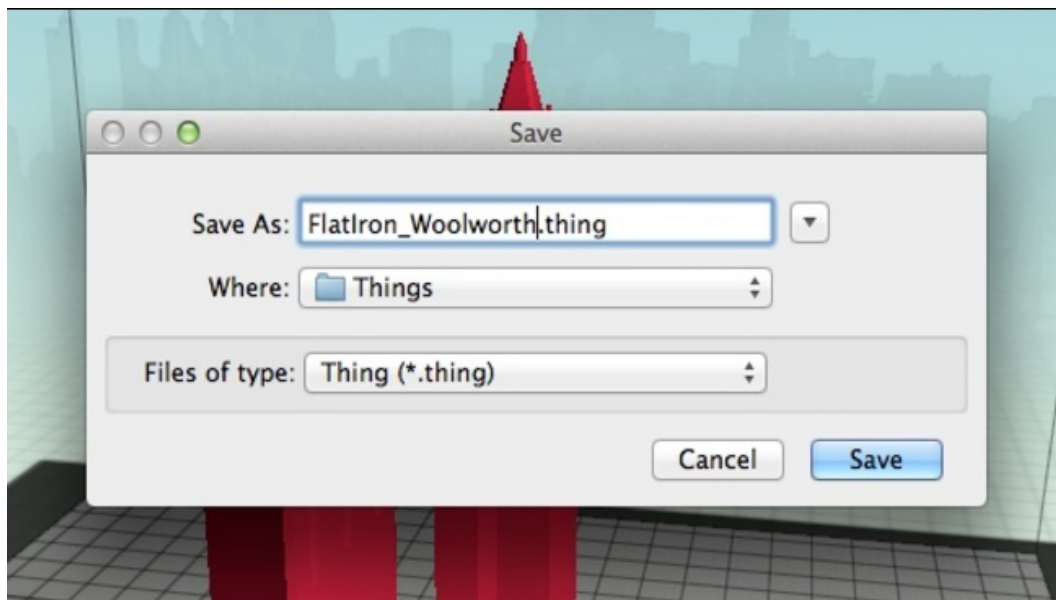 Save
Save As: FlatIron_Woolworth.thing
Where: Things
Files of type: Thing (*.thing)
Cancel Save